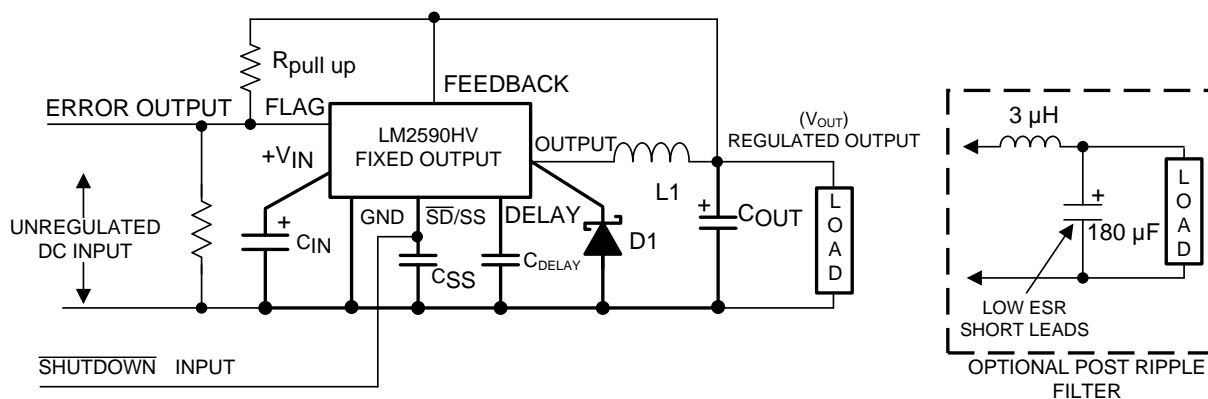 Rpull up
FEEDBACK
ERROR OUTPUT
FLAG
LM2590HV
FIXED OUTPUT
+VIN
OUTPUT
(VOUT)
REGULATED OUTPUT
L1
UNREGULATED
DC INPUT
+
CIN
GND
SD/SS
DELAY
CSS
CDELAY
D1
+
COUT
LOAD
SHUTDOWN INPUT
3 µH
+
180 µF
LOAD
LOW ESR
SHORT LEADS
OPTIONAL POST RIPPLE
FILTER